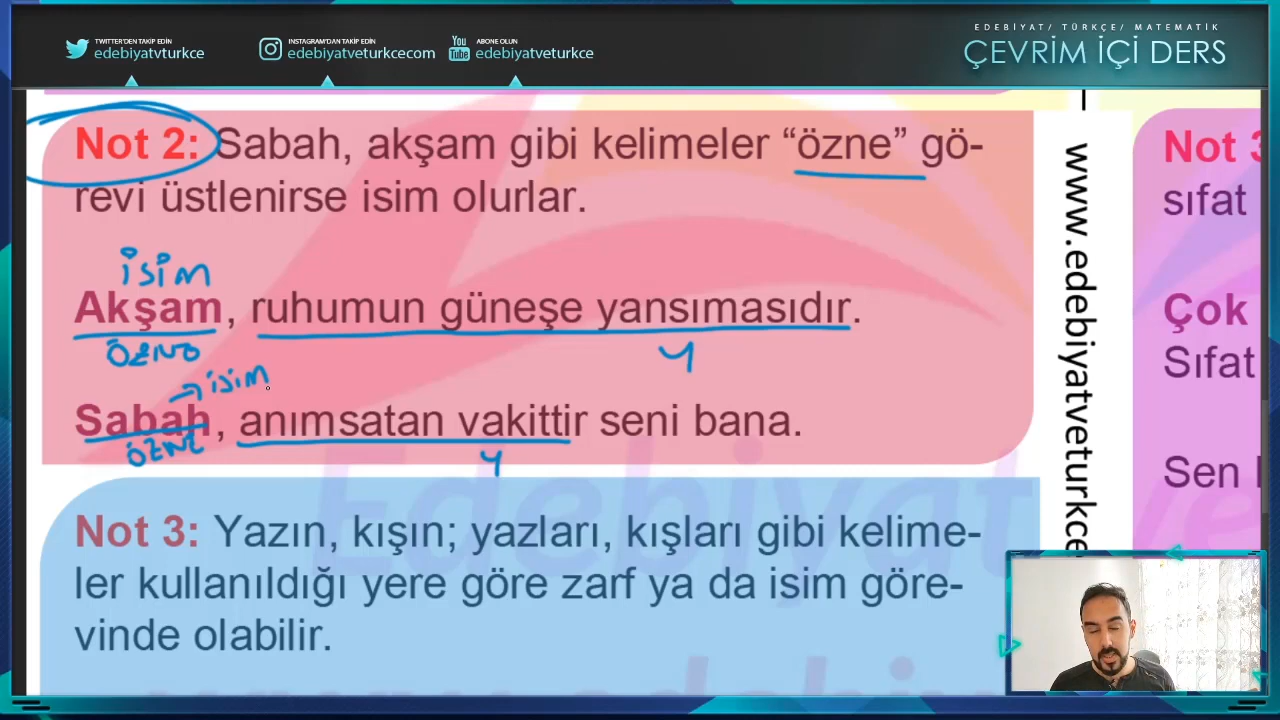 TWITTER'DEN TAKİP EDİN
edebiyatvturkce
INSTAGRAM'DAN TAKİP EDİN
edebiyatveturkcecom
You
Tube
ABONE OLUN
edebiyatveturkce
EDEBİYAT/ TÜRKÇE/ MATEMATİK
ÇEVRİM İÇİ DERS
Not 2: Sabah, akşam gibi kelimeler “özne” gö-
revi üstlenirse isim olurlar.
isim
Akşam, ruhumun güneşe yansımasıdır.
ÖZNE
Y
isim
Sabah, anımsatan vakittir seni bana.
ÖZNE
Y
Not 3: Yazın, kışın; yazları, kışları gibi kelime-
ler kullanıldığı yere göre zarf ya da isim göre-
vinde olabilir.
www.edebiyatveturkce
Not 3
sıfat
Çok
Sıfat
Sen